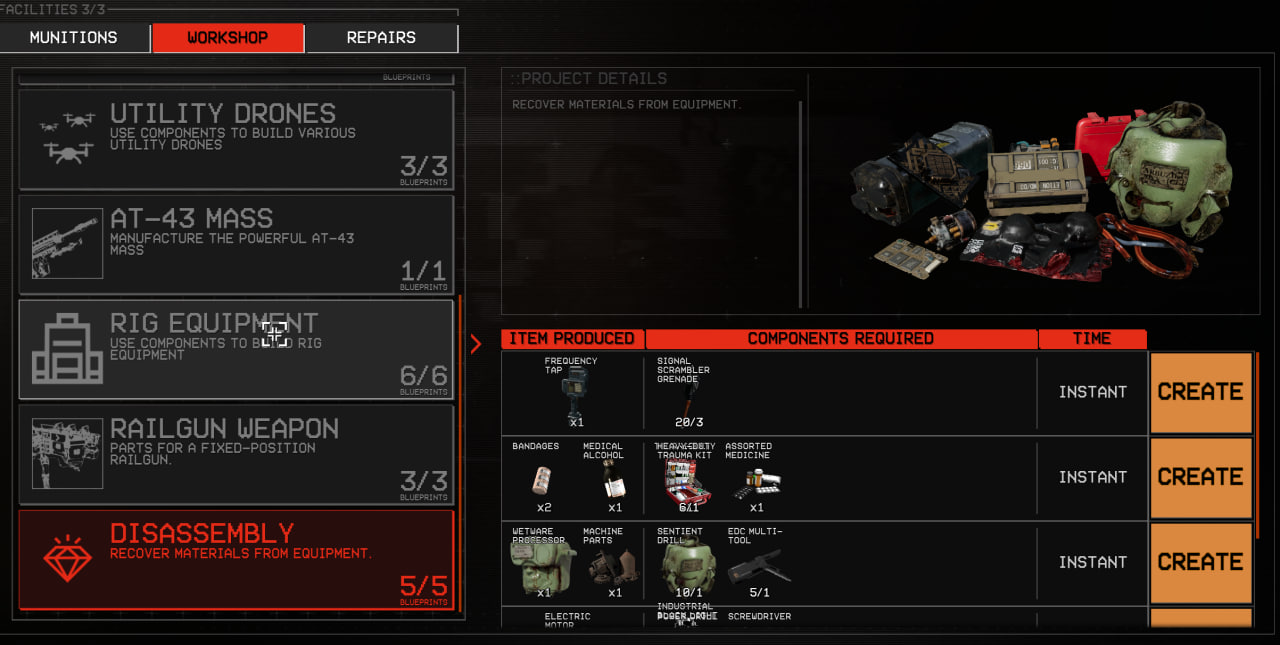 FACILITIES 3/3
MUNITIONS
WORKSHOP
REPAIRS
BLUEPRINTS
UTILITY DRONES
USE COMPONENTS TO BUILD VARIOUS
UTILITY DRONES
3/3
BLUEPRINTS
AT-43 MASS
MANUFACTURE THE POWERFUL AT-43
MASS
1/1
BLUEPRINTS
RIG EQUIPMENT
USE COMPONENTS TO BUILD RIG
EQUIPMENT
6/6
BLUEPRINTS
RAILGUN WEAPON
PARTS FOR A FIXED-POSITION
RAILGUN.
3/3
BLUEPRINTS
DISASSEMBLY
RECOVER MATERIALS FROM EQUIPMENT.
5/5
BLUEPRINTS
::PROJECT DETAILS
RECOVER MATERIALS FROM EQUIPMENT.
ITEM PRODUCED
COMPONENTS REQUIRED
TIME
FREQUENCY
TAP
x1
SIGNAL
SCRAMBLER
GRENADE
20/3
INSTANT
CREATE
BANDAGES
x2
MEDICAL
ALCOHOL
x1
HEAVY-DUTY
TRAUMA KIT
6/1
ASSORTED
MEDICINE
x1
INSTANT
CREATE
WETWARE
PROCESSOR
x1
MACHINE
PARTS
x1
SENTIENT
DRILL
10/1
EDC MULTI-
TOOL
5/1
INSTANT
CREATE
ELECTRIC
MOTOR
INDUSTRIAL
SCREWDRIVER